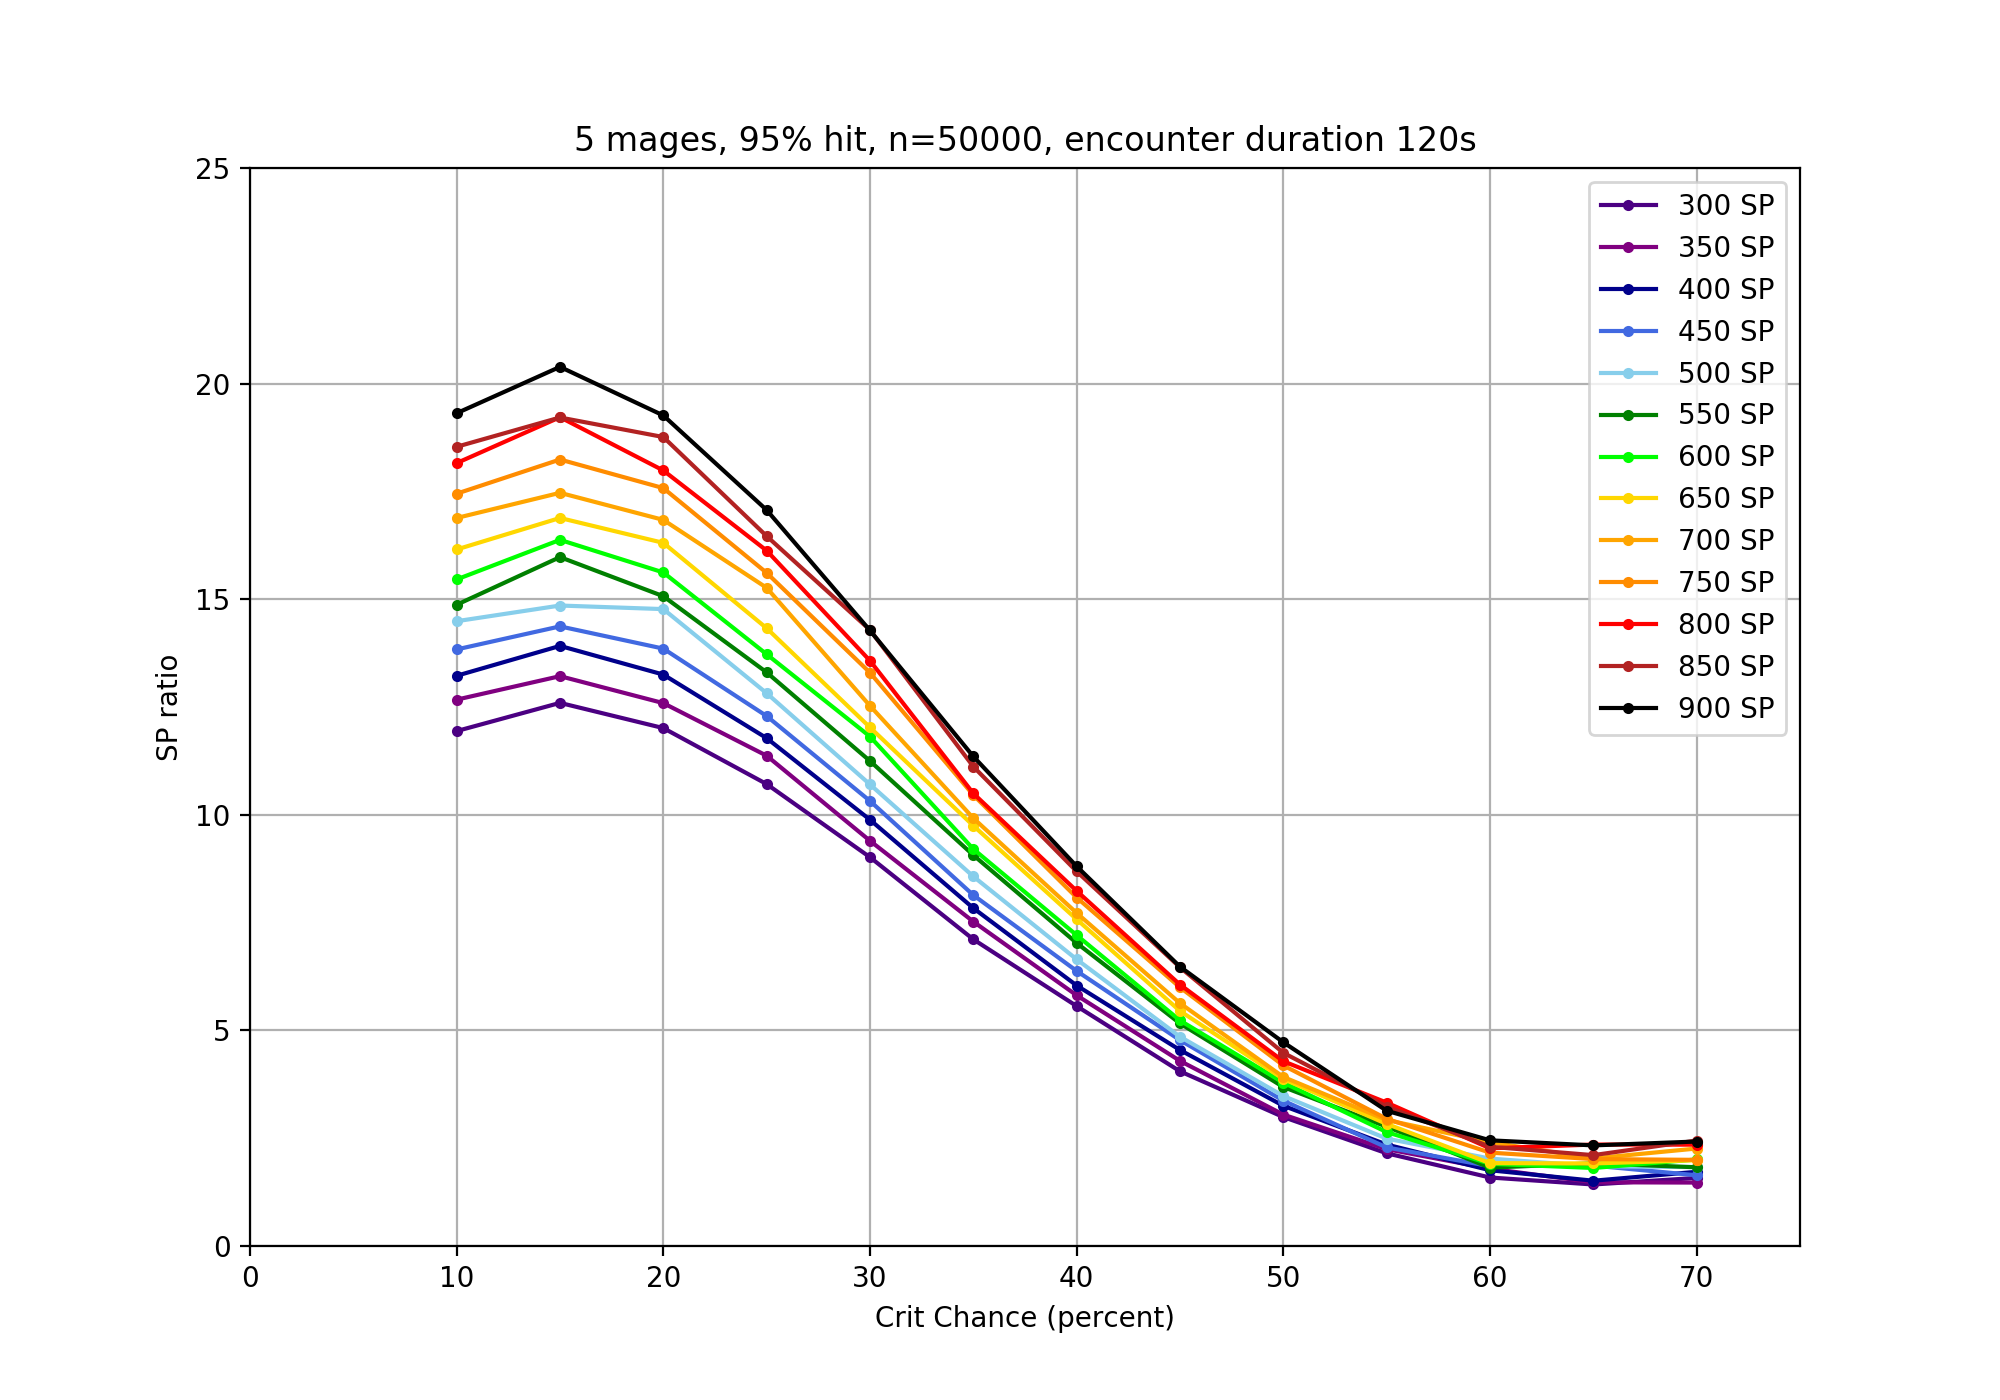 5 mages, 95% hit, n=50000, encounter duration 120s
25
20
15
10
5
0
SP ratio
0 10 20 30 40 50 60 70
Crit Chance (percent)
300 SP
350 SP
400 SP
450 SP
500 SP
550 SP
600 SP
650 SP
700 SP
750 SP
800 SP
850 SP
900 SP